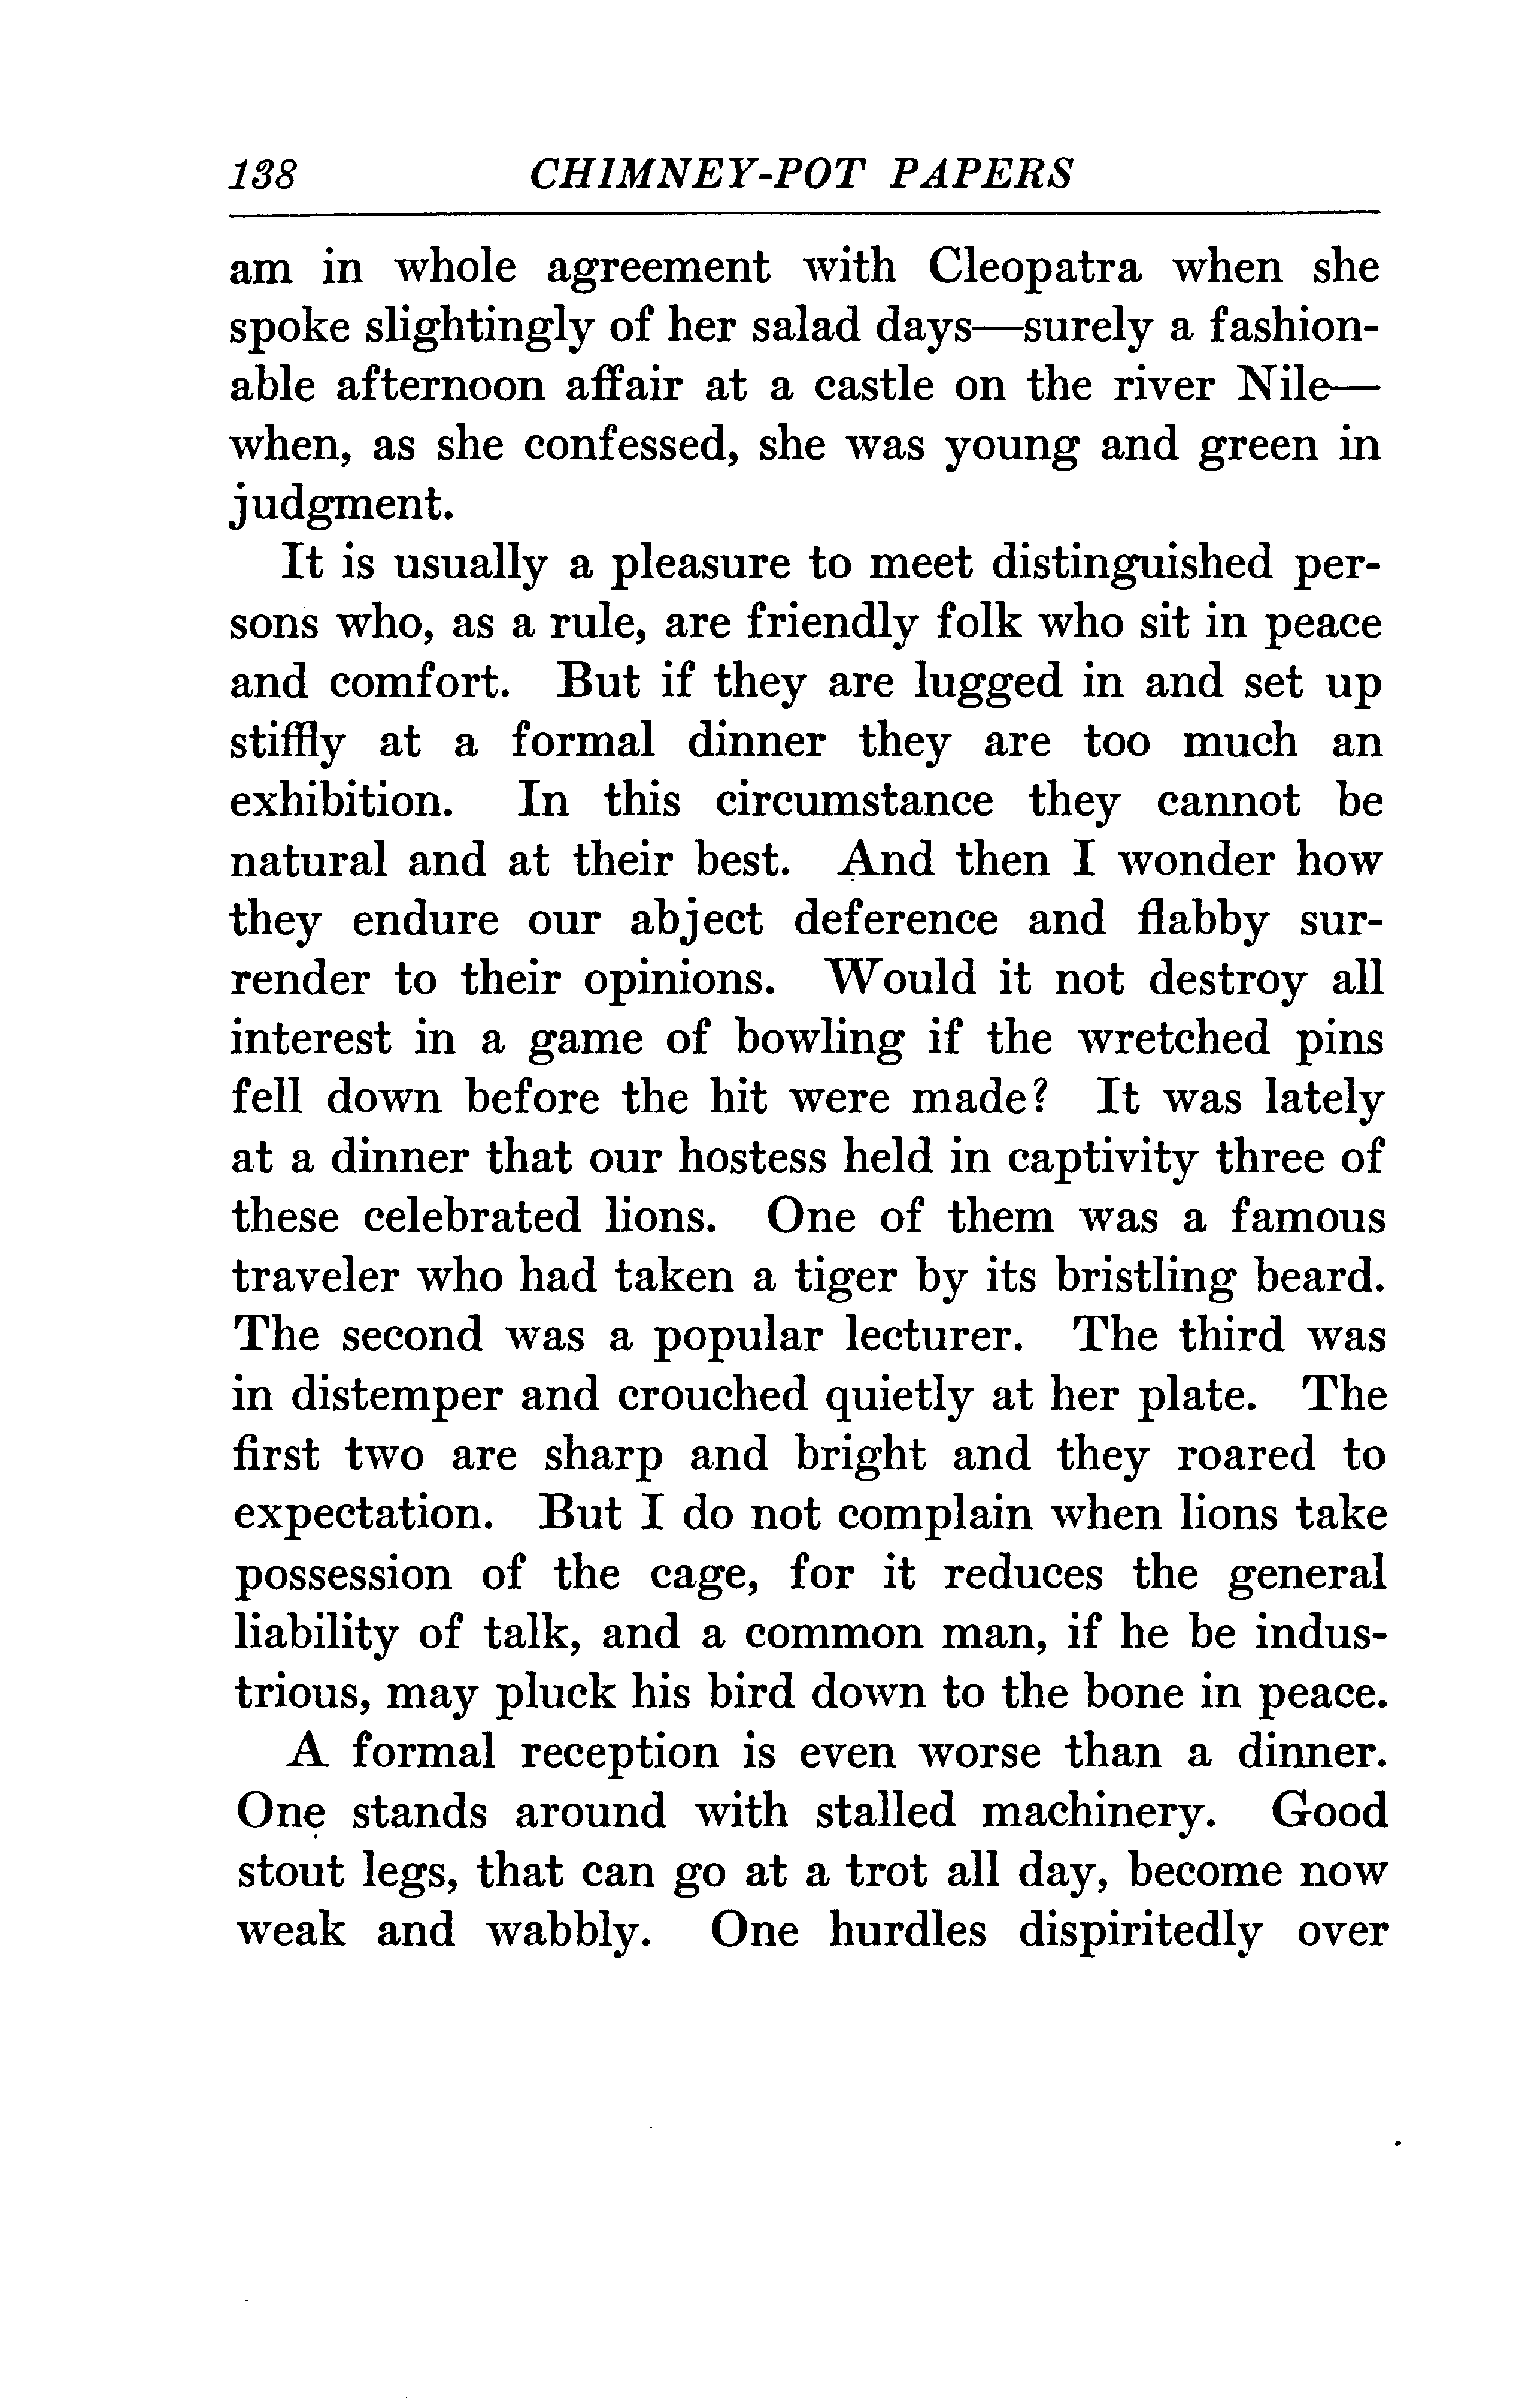 138 CHIMNEY-POT PAPERS
am in whole agreement with Cleopatra when she
spoke slightingly of her salad days—surely a fashion-
able afternoon affair at a castle on the river Nile—
when, as she confessed, she was young and green in
judgment.
It is usually a pleasure to meet distinguished per-
sons who, as a rule, are friendly folk who sit in peace
and comfort. But if they are lugged in and set up
stiffly at a formal dinner they are too much an
exhibition. In this circumstance they cannot be
natural and at their best. And then I wonder how
they endure our abject deference and flabby sur-
render to their opinions. Would it not destroy all
interest in a game of bowling if the wretched pins
fell down before the hit were made? It was lately
at a dinner that our hostess held in captivity three of
these celebrated lions. One of them was a famous
traveler who had taken a tiger by its bristling beard.
The second was a popular lecturer. The third was
in distemper and crouched quietly at her plate. The
first two are sharp and bright and they roared to
expectation. But I do not complain when lions take
possession of the cage, for it reduces the general
liability of talk, and a common man, if he be indus-
trious, may pluck his bird down to the bone in peace.
A formal reception is even worse than a dinner.
One stands around with stalled machinery. Good
stout legs, that can go at a trot all day, become now
weak and wabbly. One hurdles dispiritedly over